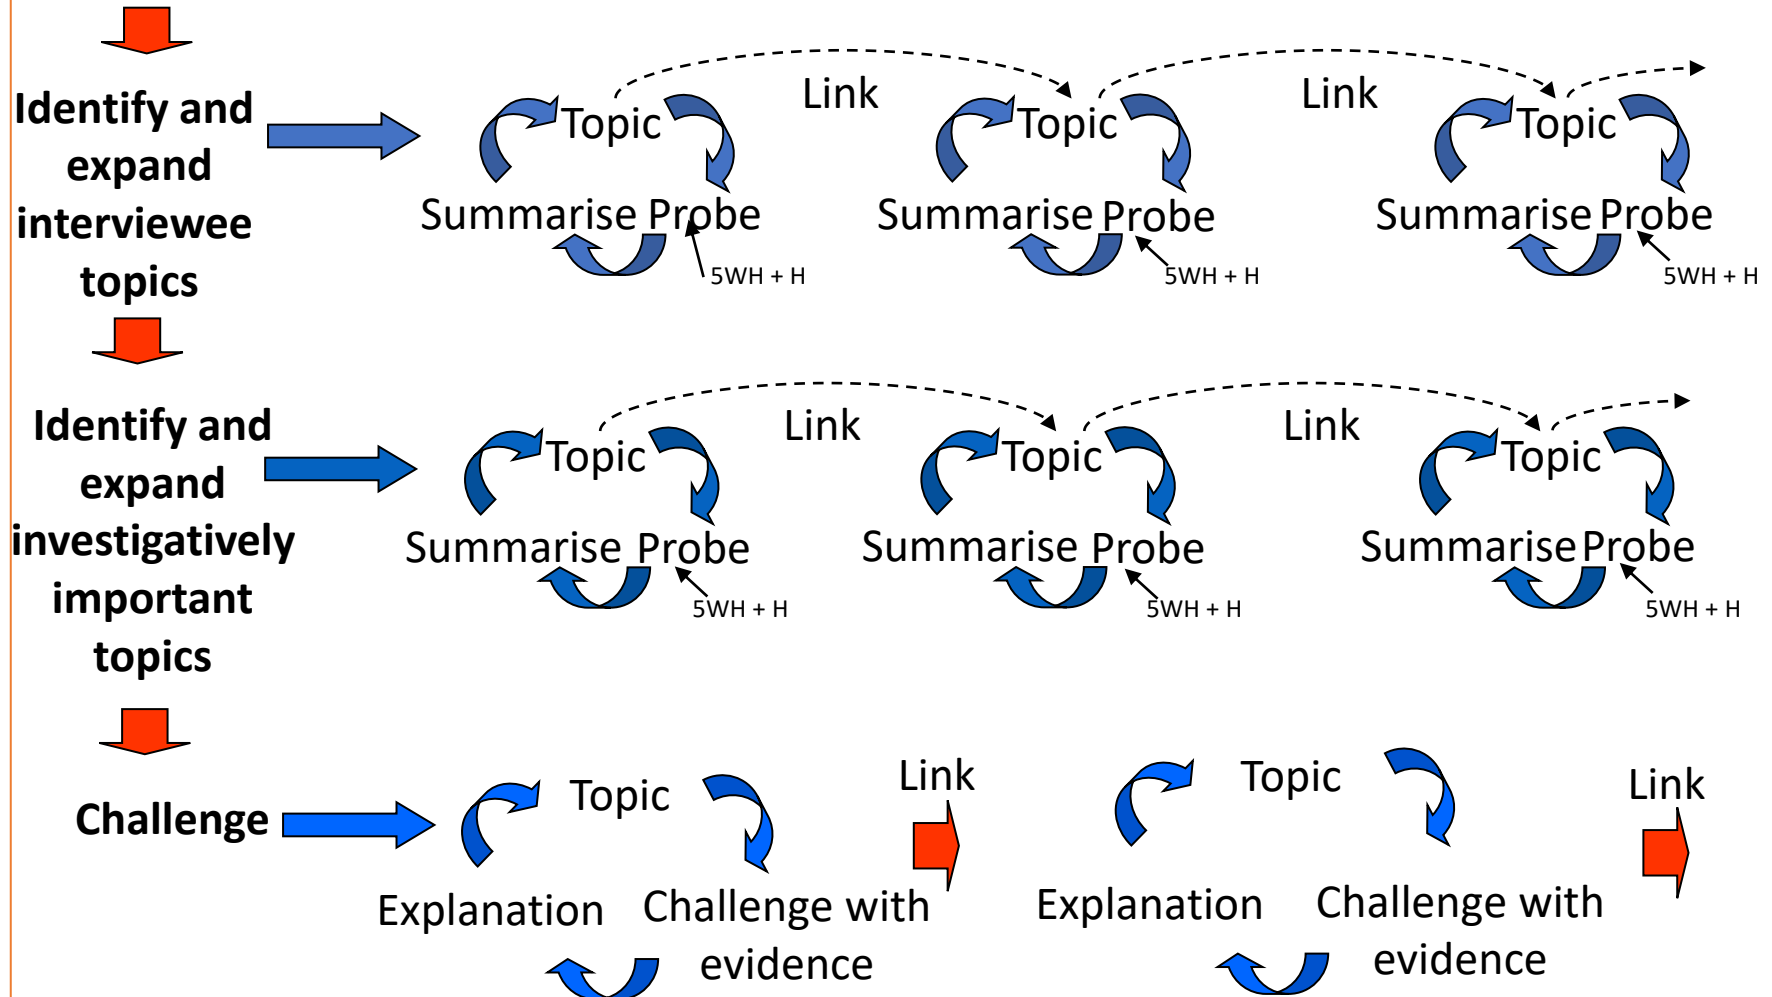 Identify and
expand
interviewee
topics
Link
Link
Topic
Topic
Topic
Summarise Probe
Summarise Probe
Summarise Probe
5WH + H
5WH + H
5WH + H
Identify and
expand
investigatively
important
topics
Link
Link
Topic
Topic
Topic
Summarise Probe
Summarise Probe
Summarise Probe
5WH + H
5WH + H
5WH + H
Challenge
Topic
Link
Topic
Link
Explanation
Challenge with
evidence
Explanation
Challenge with
evidence